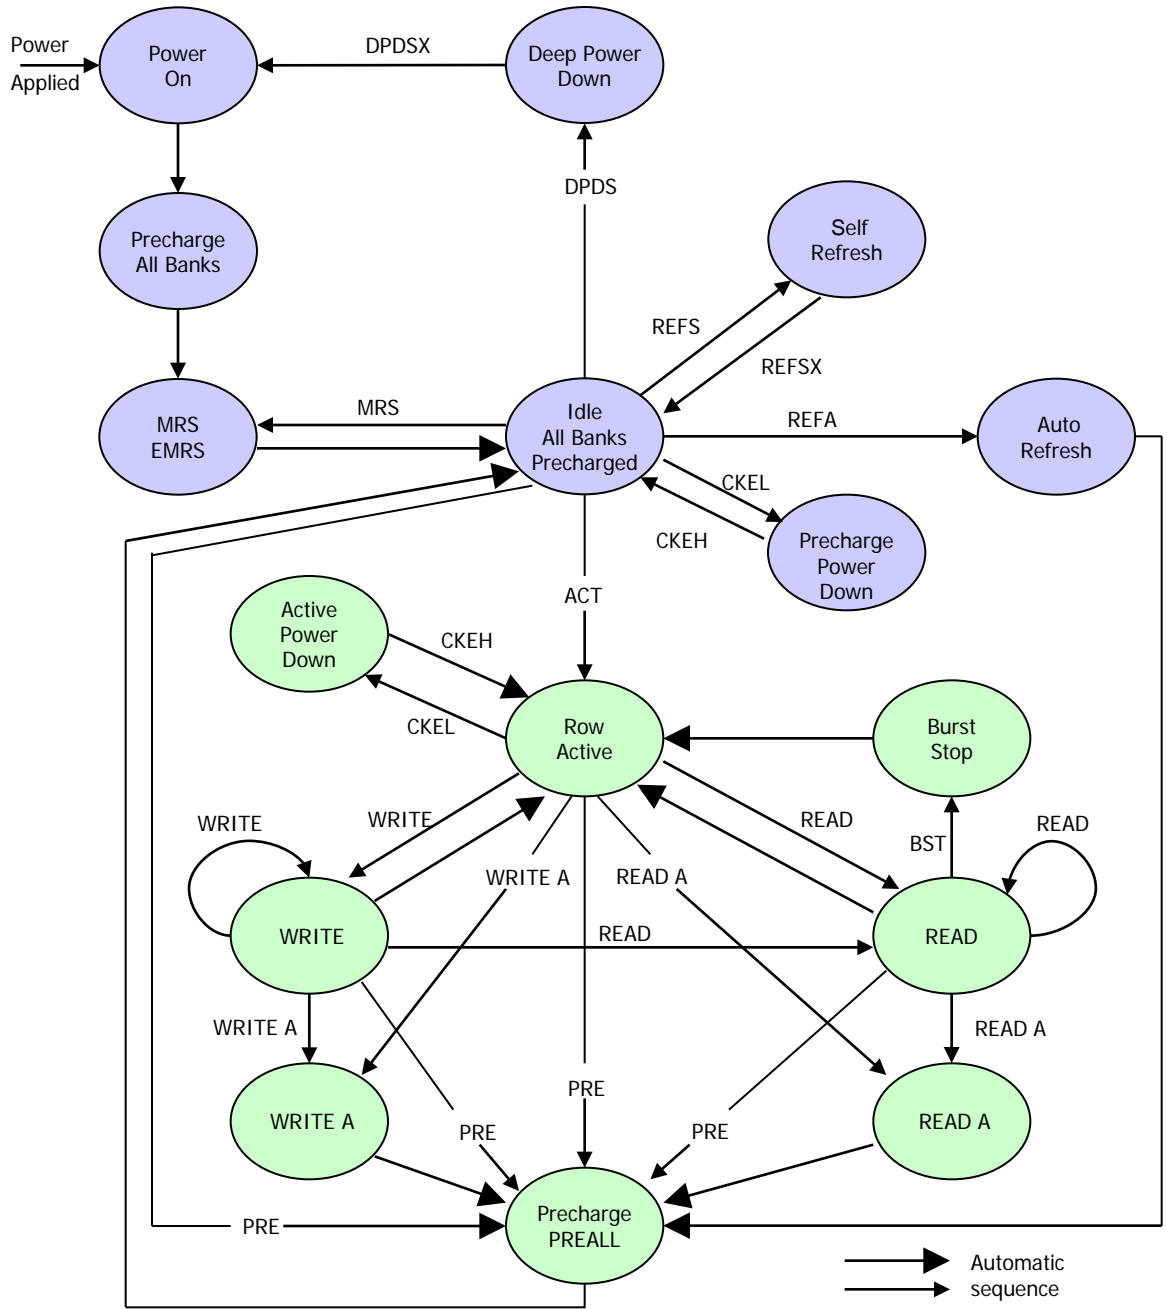 Power
Applied
Power
On
DPDSX
Deep Power
Down
DPDS
Precharge
All Banks
Self
Refresh
REFS
REFSX
MRS
EMRS
MRS
Idle
All Banks
Precharged
REFA
Auto
Refresh
CKEL
CKEH
Precharge
Power
Down
ACT
Active
Power
Down
CKEH
CKEL
Row
Active
Burst
Stop
WRITE
WRITE
READ
BST
READ
WRITE A
READ A
WRITE
READ
READ
WRITE A
READ A
WRITE A
PRE
PRE
PRE
READ A
PRE
Precharge
PREALL
Automatic
sequence